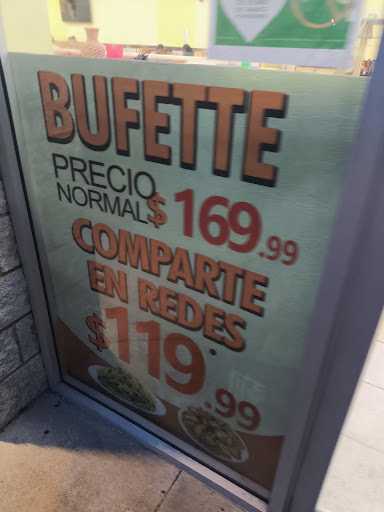 BUFETTE
PRECIO
NORMAL $169.99
COMPARTE
EN REDES
$119.99